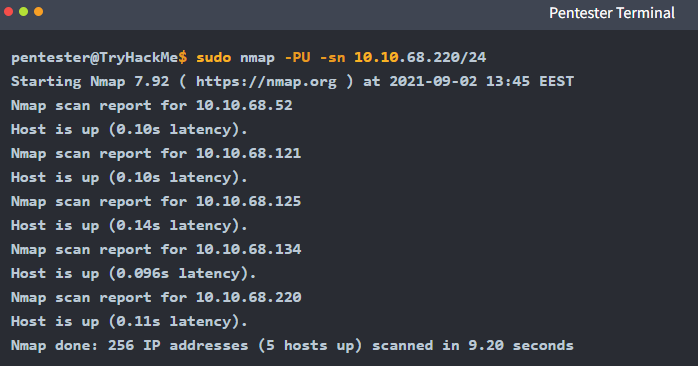 Pentester Terminal
pentester@TryHackMe$ sudo nmap -PU -sn 10.10.68.220/24
Starting Nmap 7.92 ( https://nmap.org ) at 2021-09-02 13:45 EEST
Nmap scan report for 10.10.68.52
Host is up (0.10s latency).
Nmap scan report for 10.10.68.121
Host is up (0.10s latency).
Nmap scan report for 10.10.68.125
Host is up (0.14s latency).
Nmap scan report for 10.10.68.134
Host is up (0.096s latency).
Nmap scan report for 10.10.68.220
Host is up (0.11s latency).
Nmap done: 256 IP addresses (5 hosts up) scanned in 9.20 seconds